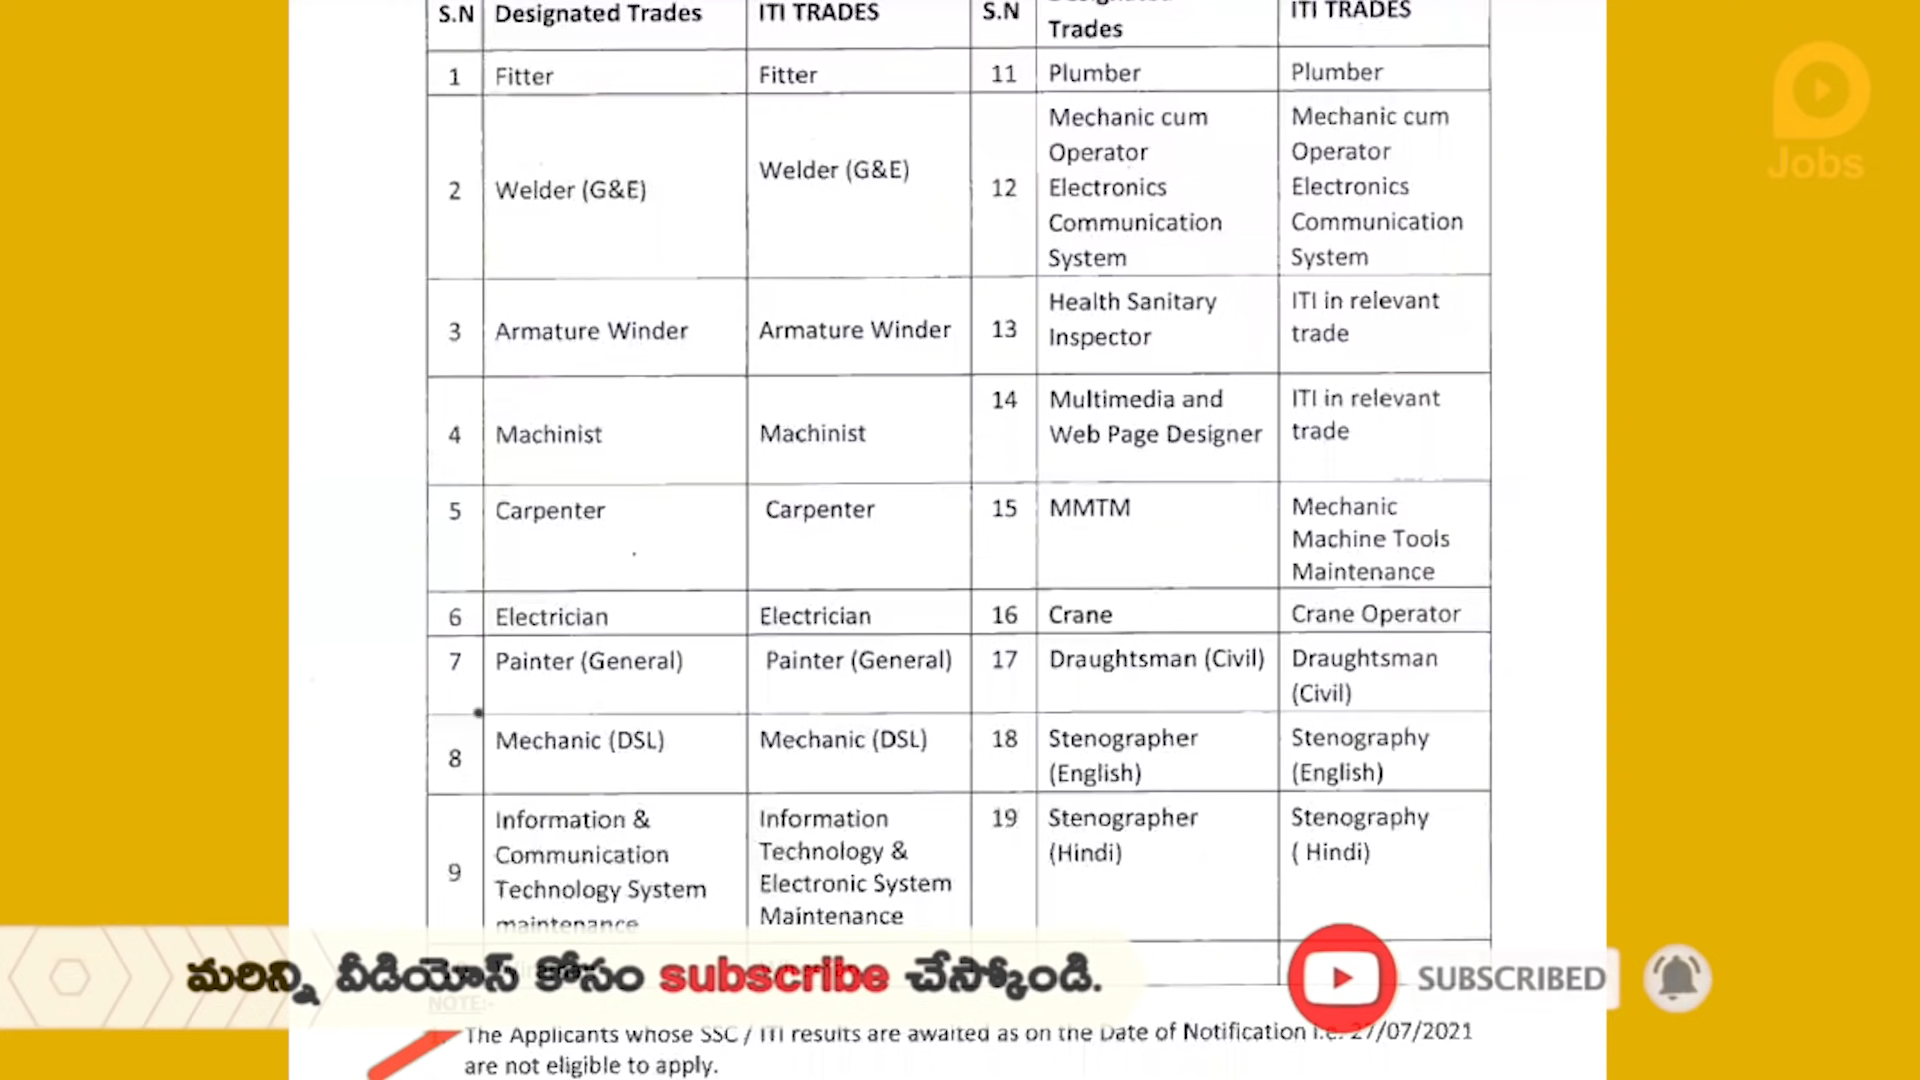 S.N Designated Trades ITI TRADES S.N Trades ITI TRADES
1 Fitter Fitter 11 Plumber Plumber
2 Welder (G&E) Welder (G&E) 12 Mechanic cum Operator Electronics Communication System Mechanic cum Operator Electronics Communication System
3 Armature Winder Armature Winder 13 Health Sanitary Inspector ITI in relevant trade
4 Machinist Machinist 14 Multimedia and Web Page Designer ITI in relevant trade
5 Carpenter Carpenter 15 MMTM Mechanic Machine Tools Maintenance
6 Electrician Electrician 16 Crane Crane Operator
7 Painter (General) Painter (General) 17 Draughtsman (Civil) Draughtsman (Civil)
8 Mechanic (DSL) Mechanic (DSL) 18 Stenographer (English) Stenography (English)
9 Information & Communication Technology System maintenance Information Technology & Electronic System Maintenance 19 Stenographer (Hindi) Stenography ( Hindi)
మరిన్ని వీడియోస్ కోసం subscribe చేస్కోండి.
SUBSCRIBED
NOTE:-
The Applicants whose SSC / ITI results are awaited as on the Date of Notification i.e. 27/07/2021
are not eligible to apply.
Jobs